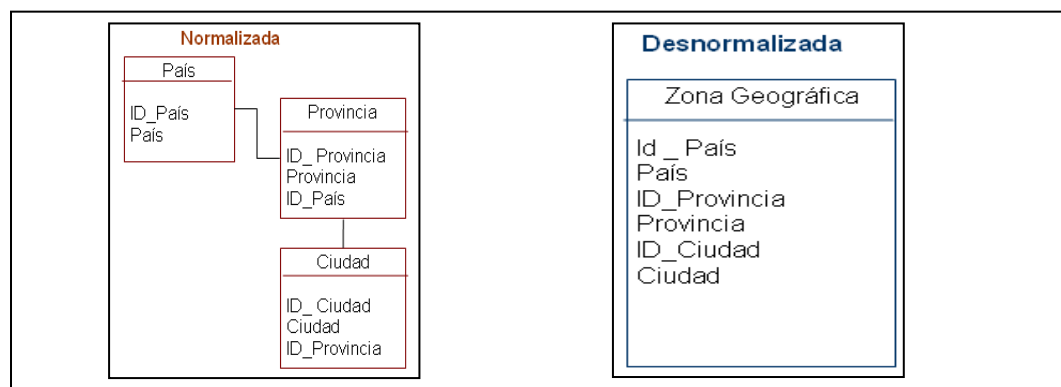 Normalizada
País
ID_País
País
Provincia
ID_ Provincia
Provincia
ID_País
Ciudad
ID_ Ciudad
Ciudad
ID_Provincia
Desnormalizada
Zona Geográfica
Id _ País
País
ID_Provincia
Provincia
ID_Ciudad
Ciudad